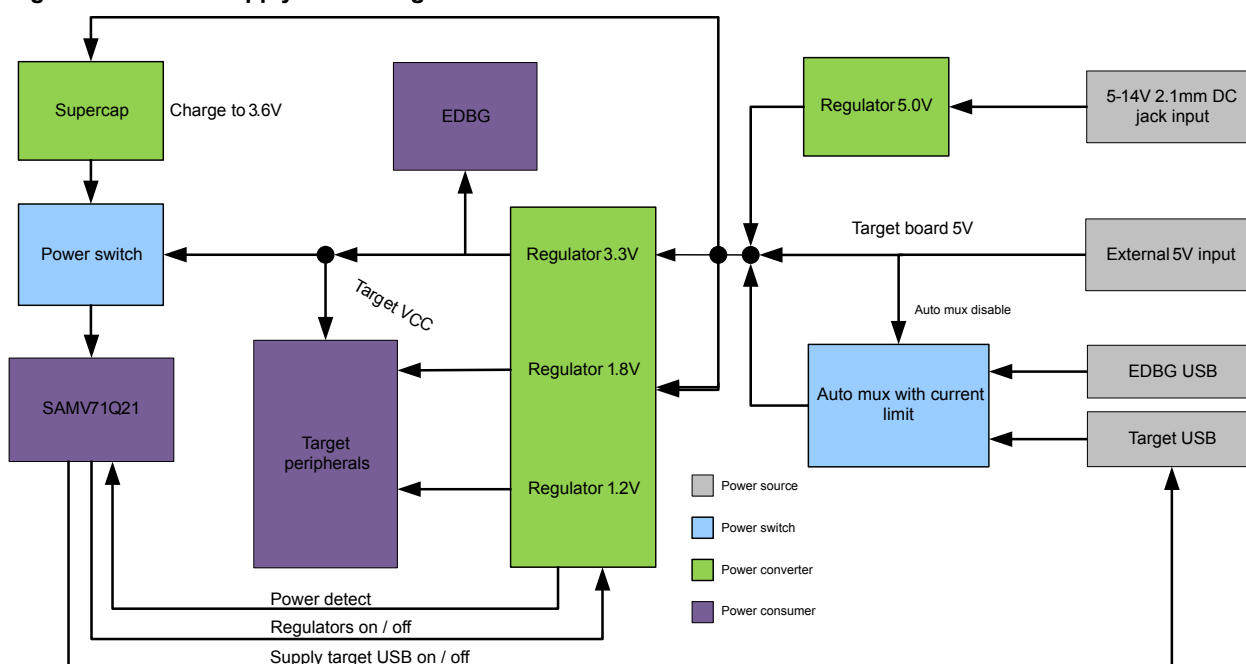 Supercap
Charge to 3.6V
EDBG
Regulator 5.0V
5-14V 2.1mm DC
jack input
Power switch
Regulator 3.3V
Target board 5V
External 5V input
Target VCC
Auto mux disable
SAMV71Q21
Regulator 1.8V
Auto mux with current
limit
EDBG USB
Target USB
Target
peripherals
Regulator 1.2V
Power source
Power switch
Power converter
Power consumer
Power detect
Regulators on / off
Supply target USB on / off